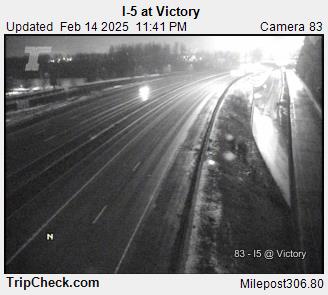 I-5 at Victory
Updated Feb 14 2025 11:41 PM Camera 83
T
N
83 - I5 @ Victory
TripCheck.com Milepost306.80